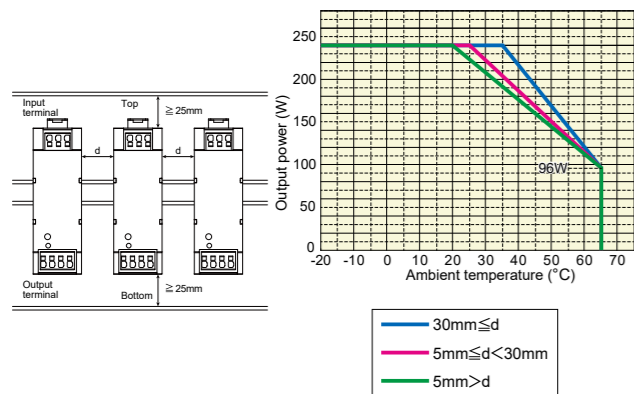 Input
terminal
Top
≧25mm
d
d
Output
terminal
Bottom
≧25mm
Output power (W)
250
200
150
100
50
0
96W
-20 -10 0 10 20 30 40 50 60 70
Ambient temperature (°C)
30mm≦d
5mm≦d<30mm
5mm>d